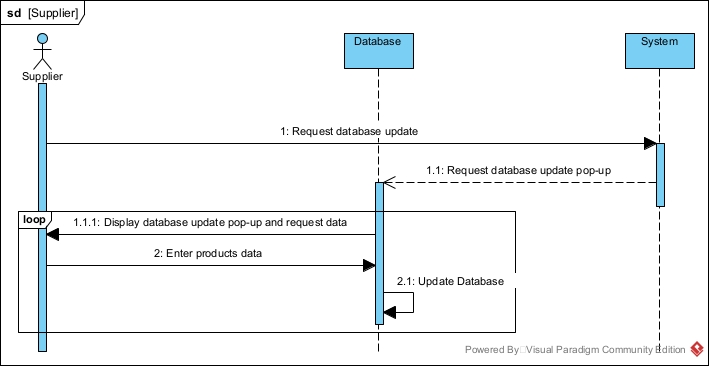 sd [Supplier]
Database
System
Supplier
1: Request database update
1.1: Request database update pop-up
loop
1.1.1: Display database update pop-up and request data
2: Enter products data
2.1: Update Database
Powered By Visual Paradigm Community Edition